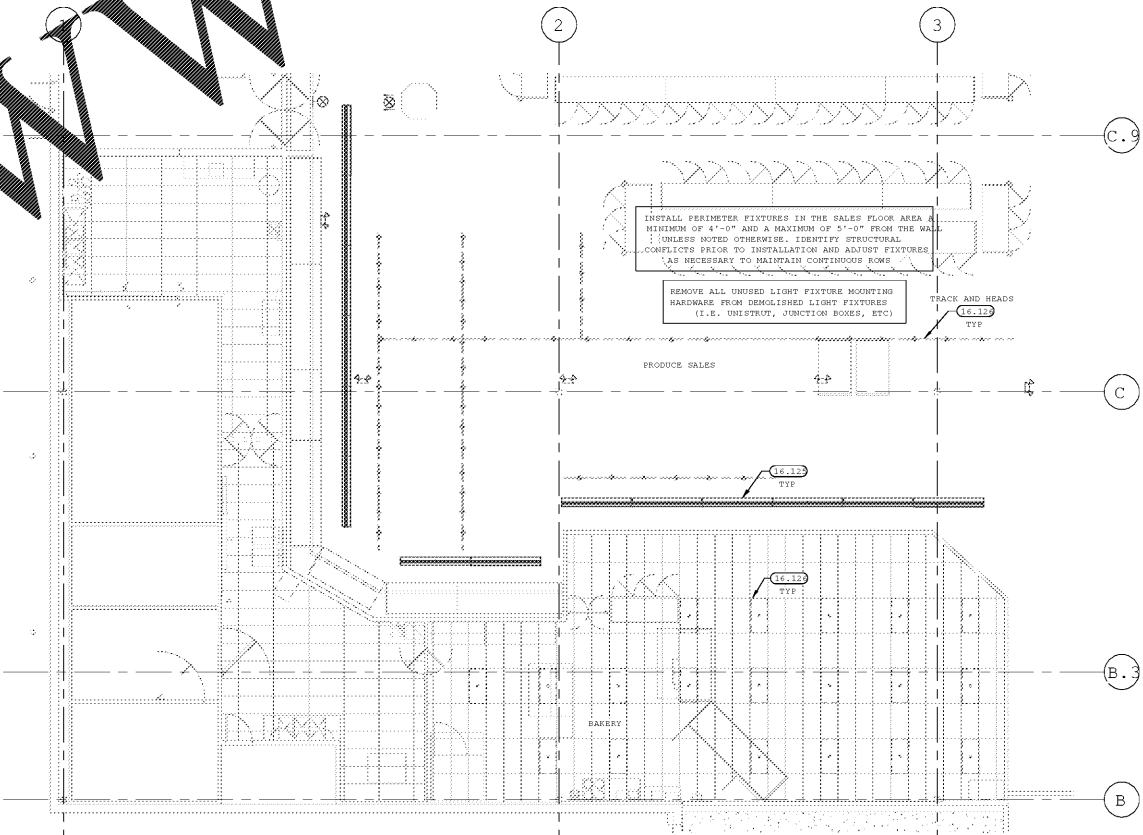 WW
1
2
3
C.9
INSTALL PERIMETER FIXTURES IN THE SALES FLOOR AREA A
MINIMUM OF 4'-0" AND A MAXIMUM OF 5'-0" FROM THE WALL
UNLESS NOTED OTHERWISE. IDENTIFY STRUCTURAL
CONFLICTS PRIOR TO INSTALLATION AND ADJUST FIXTURES
AS NECESSARY TO MAINTAIN CONTINUOUS ROWS
REMOVE ALL UNUSED LIGHT FIXTURE MOUNTING
HARDWARE FROM DEMOLISHED LIGHT FIXTURES
(I.E. UNISTRUT, JUNCTION BOXES, ETC)
TRACK AND HEADS
16.126
TYP
PRODUCE SALES
C
16.125
TYP
16.126
TYP
B.3
BAKERY
B